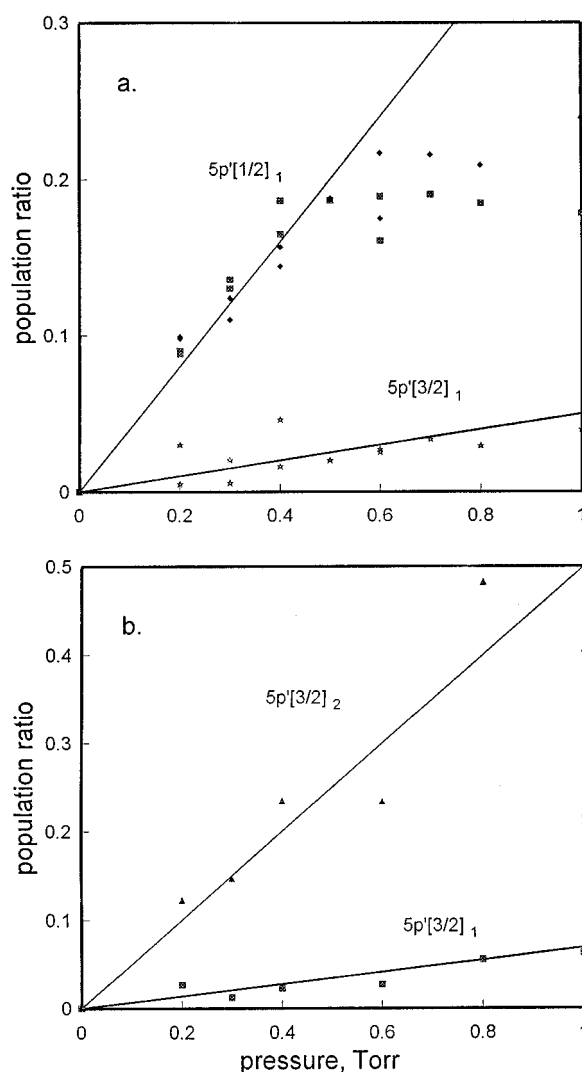 0.3
a.
5p'[1/2] 1
0.2
population ratio
0.1
5p'[3/2] 1
0
0 0.2 0.4 0.6 0.8 1
0.5
b.
0.4
5p'[3/2] 2
0.3
population ratio
0.2
0.1
5p'[3/2] 1
0
0 0.2 0.4 0.6 0.8 1
pressure, Torr